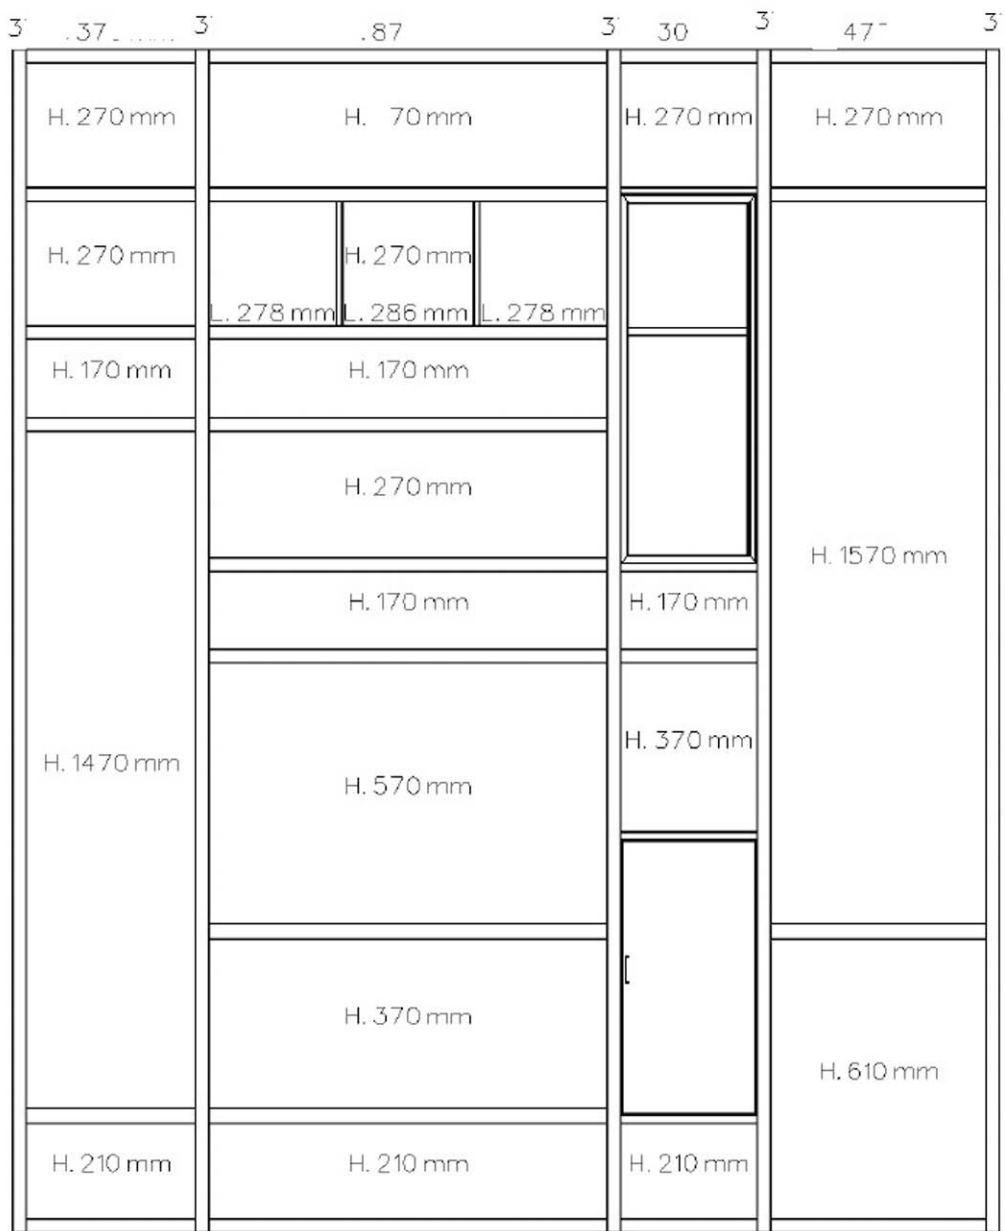 3 37 3 87 3 30 3 47 3
H. 270 mm H. 70 mm H. 270 mm H. 270 mm
H. 270 mm H. 270 mm
L. 278 mm L. 286 mm L. 278 mm
H. 170 mm H. 170 mm
H. 270 mm
H. 1570 mm
H. 170 mm H. 170 mm
H. 370 mm
H. 1470 mm
H. 570 mm
H. 370 mm
H. 610 mm
H. 210 mm H. 210 mm H. 210 mm